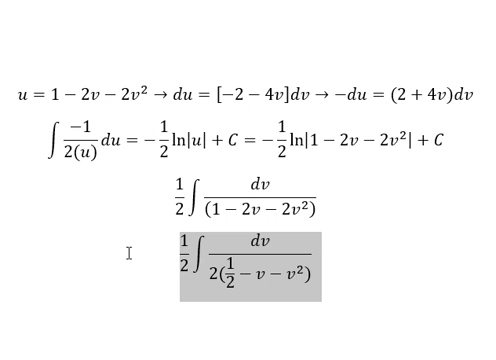 u = 1 − 2v − 2v² → du = [−2 − 4v]dv → −du = (2 + 4v)dv
∫ −1/2(u) du = −1/2 ln|u| + C = −1/2 ln|1 − 2v − 2v²| + C
1/2 ∫ dv/(1 − 2v − 2v²)
1/2 ∫ dv/2(1/2 − v − v²)